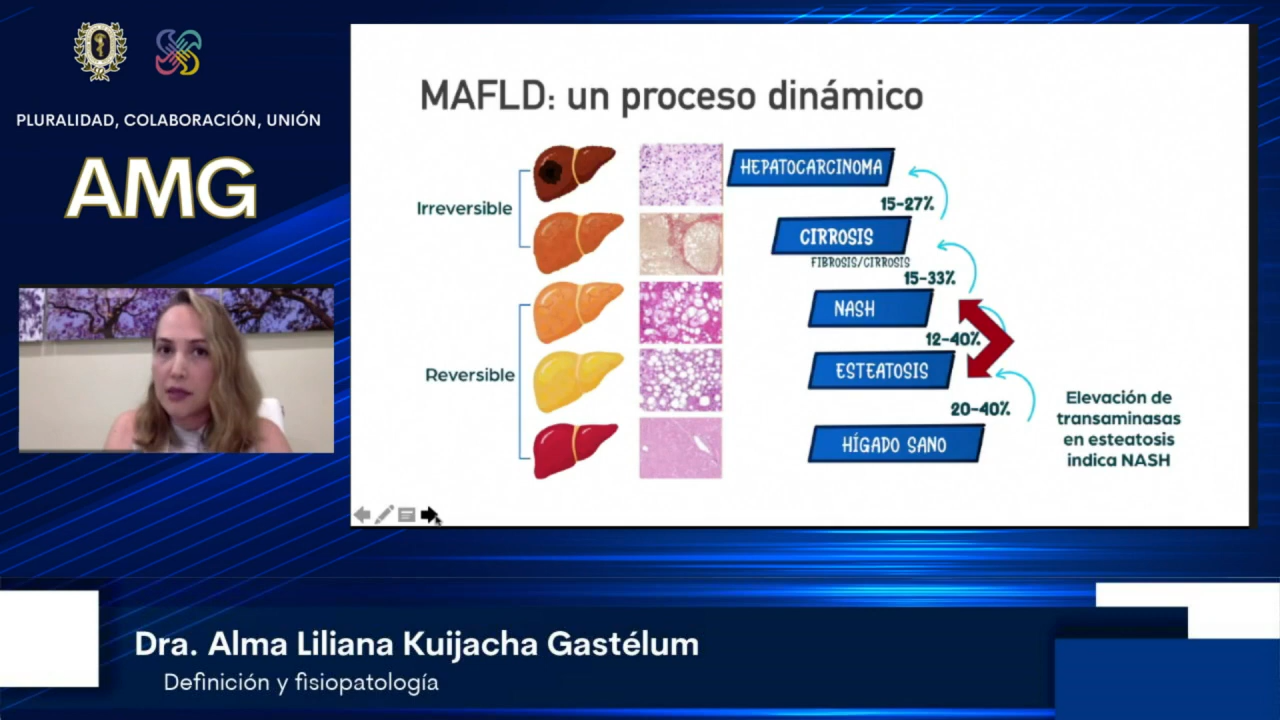 PLURALIDAD, COLABORACIÓN, UNIÓN
AMG
MAFLD: un proceso dinámico
Irreversible
Reversible
HEPATOCARCINOMA
15-27%
CIRROSIS
FIBROSIS/CIRROSIS
15-33%
NASH
12-40%
ESTEATOSIS
20-40%
HÍGADO SANO
Elevación de
transaminasas
en esteatosis
indica NASH
Dra. Alma Liliana Kuijacha Gastélum
Definición y fisiopatología